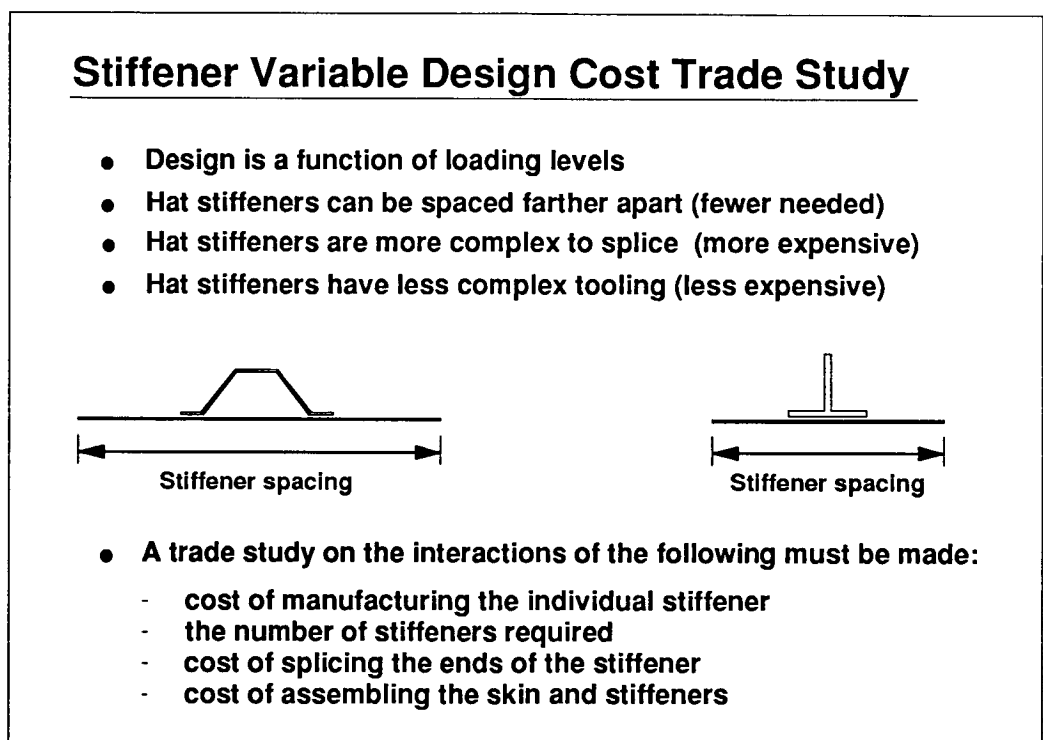 Stiffener Variable Design Cost Trade Study
● Design is a function of loading levels
● Hat stiffeners can be spaced farther apart (fewer needed)
● Hat stiffeners are more complex to splice (more expensive)
● Hat stiffeners have less complex tooling (less expensive)
Stiffener spacing
Stiffener spacing
● A trade study on the interactions of the following must be made:
- cost of manufacturing the individual stiffener
- the number of stiffeners required
- cost of splicing the ends of the stiffener
- cost of assembling the skin and stiffeners